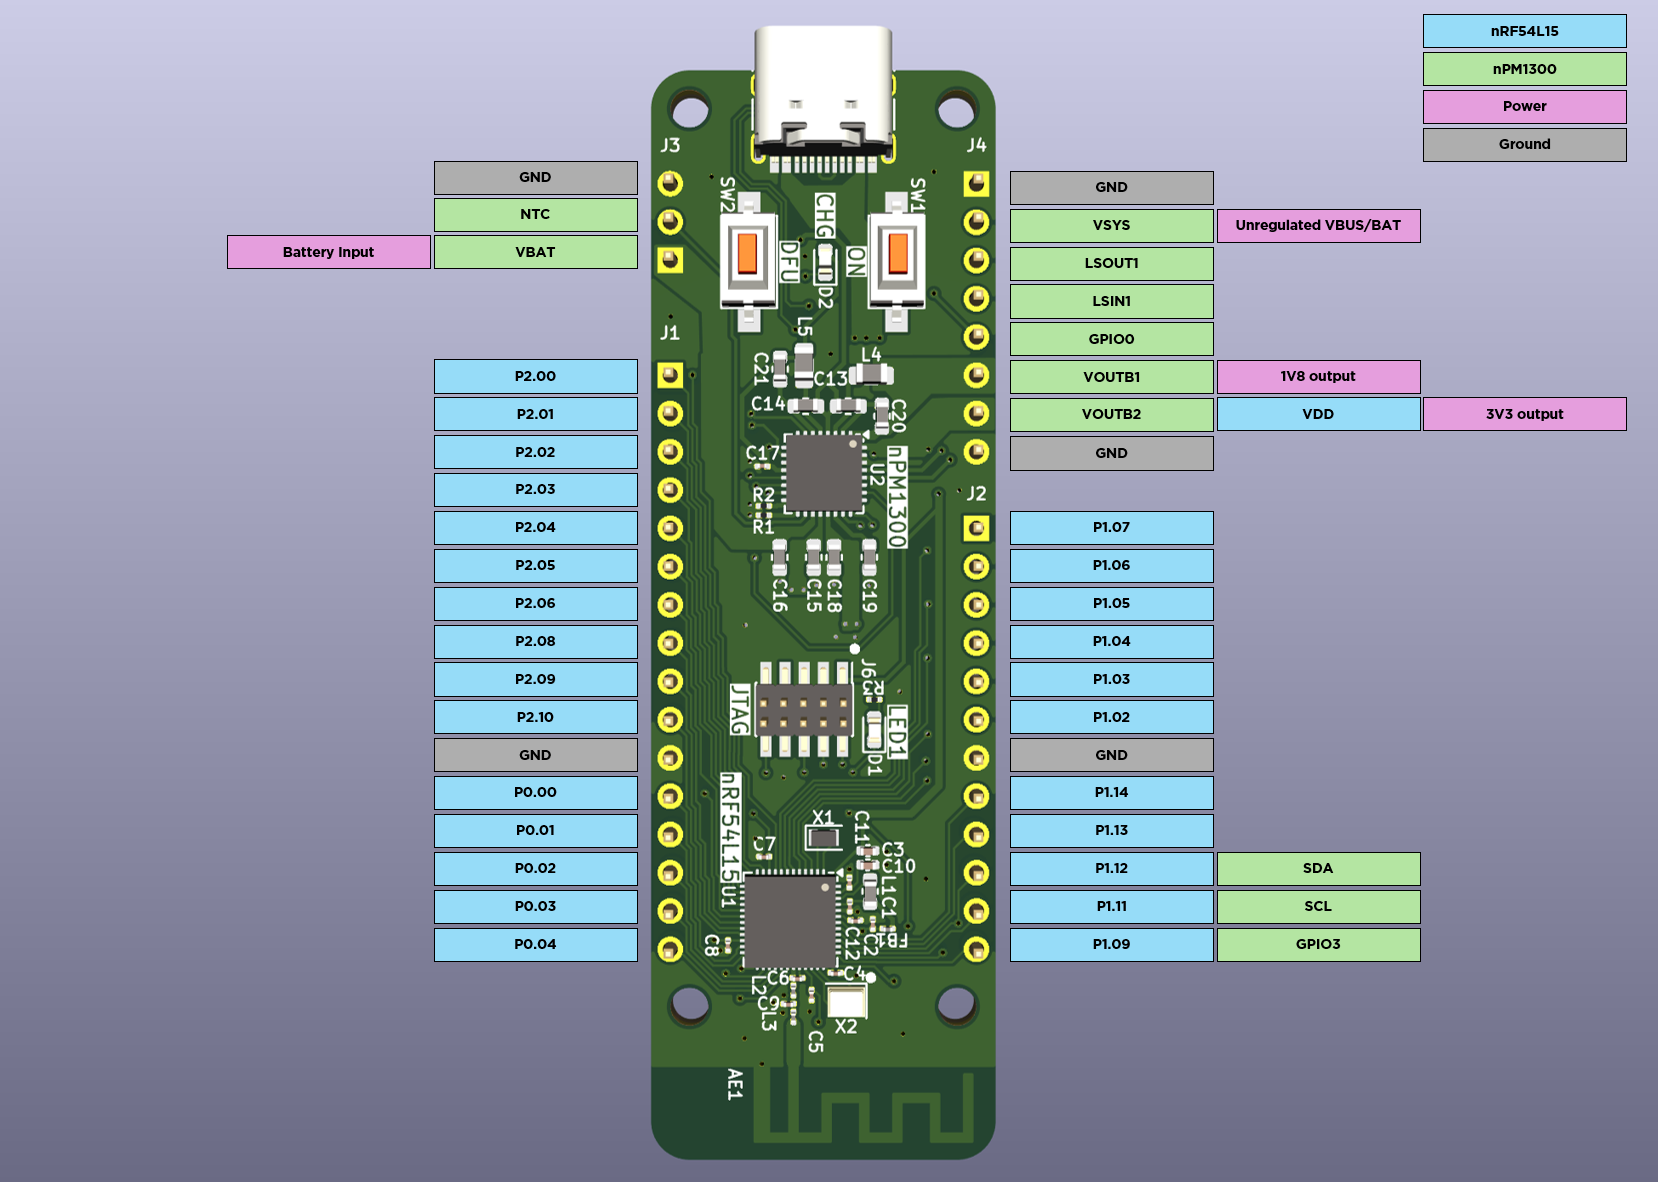 nRF54L15
nPM1300
Power
Ground
J3
J4
GND
NTC
Battery Input
VBAT
GND
VSYS
Unregulated VBUS/BAT
LSOUT1
LSIN1
GPIO0
VOUTB1
1V8 output
VOUTB2
VDD
3V3 output
GND
SW2
DFU
CHG
D2
ON
SW1
J1
L5
L4
C21
C13
C14
C20
C17
U2
nPM1300
R2
R1
C16
C15
C18
C19
J2
P2.00
P2.01
P2.02
P2.03
P2.04
P2.05
P2.06
P2.08
P2.09
P2.10
GND
P0.00
P0.01
P0.02
P0.03
P0.04
P1.07
P1.06
P1.05
P1.04
P1.03
P1.02
GND
P1.14
P1.13
P1.12
SDA
P1.11
SCL
P1.09
GPIO3
JTAG
J6
R3
LED1
D1
nRF54L15
U1
X1
C7
C11
C3
C10
L1
C1
C12
C2
FB1
C8
C6
C4
L2
C9
L3
C5
X2
AE1